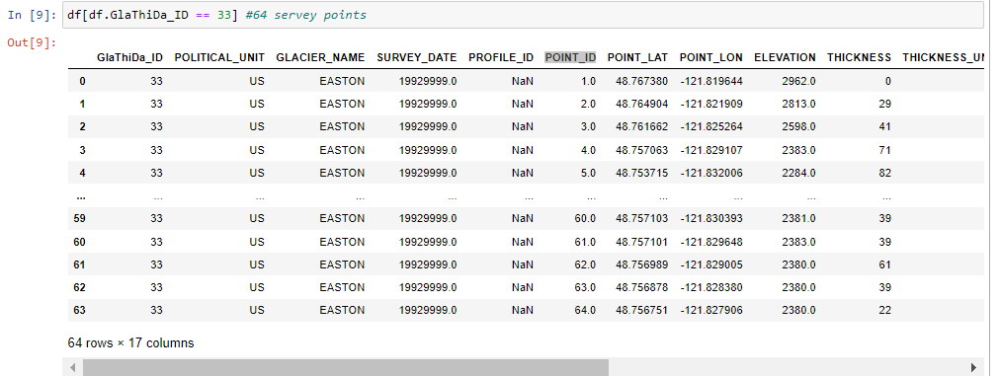 In [9]: df[df.GlaThiDa_ID == 33] #64 servey points
Out[9]:
GlaThiDa_ID POLITICAL_UNIT GLACIER_NAME SURVEY_DATE PROFILE_ID POINT_ID POINT_LAT POINT_LON ELEVATION THICKNESS THICKNESS_UN
0 33 US EASTON 19929999.0 NaN 1.0 48.767380 -121.819644 2962.0 0
1 33 US EASTON 19929999.0 NaN 2.0 48.764904 -121.821909 2813.0 29
2 33 US EASTON 19929999.0 NaN 3.0 48.761662 -121.825264 2598.0 41
3 33 US EASTON 19929999.0 NaN 4.0 48.757063 -121.829107 2383.0 71
4 33 US EASTON 19929999.0 NaN 5.0 48.753715 -121.832006 2284.0 82
... ... ... ... ... ... ... ... ... ... ...
59 33 US EASTON 19929999.0 NaN 60.0 48.757103 -121.830393 2381.0 39
60 33 US EASTON 19929999.0 NaN 61.0 48.757101 -121.829648 2383.0 39
61 33 US EASTON 19929999.0 NaN 62.0 48.756989 -121.829005 2380.0 61
62 33 US EASTON 19929999.0 NaN 63.0 48.756878 -121.828380 2380.0 39
63 33 US EASTON 19929999.0 NaN 64.0 48.756751 -121.827906 2380.0 22
64 rows × 17 columns